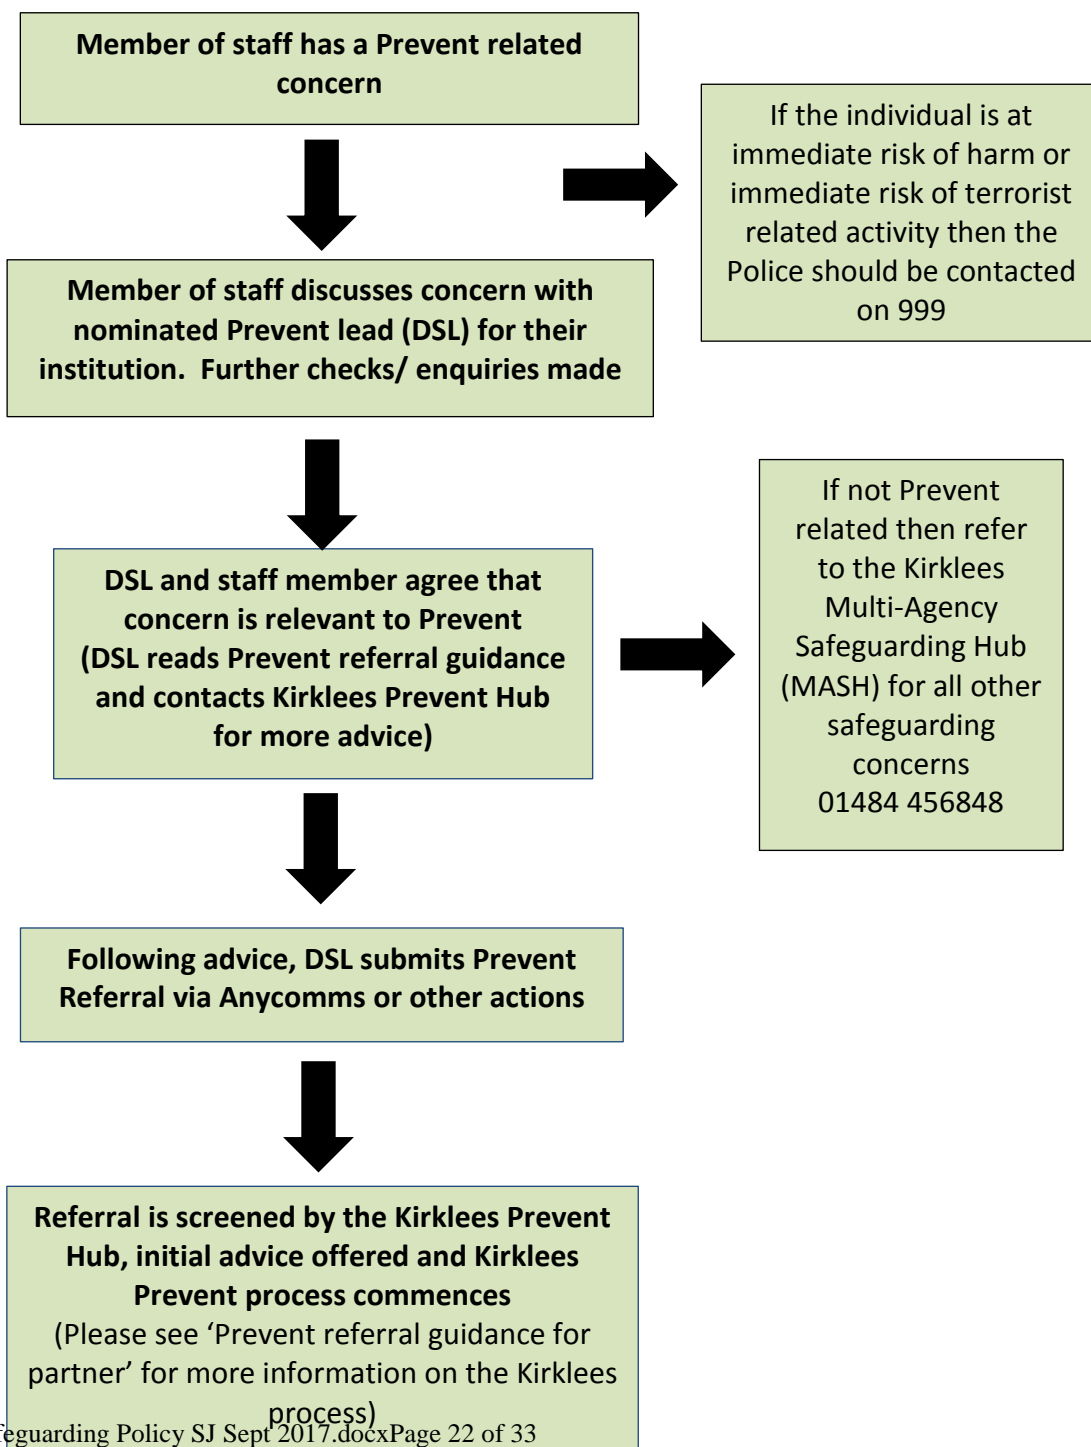 Member of staff has a Prevent related
concern
If the individual is at
immediate risk of harm or
immediate risk of terrorist
related activity then the
Police should be contacted
on 999
Member of staff discusses concern with
nominated Prevent lead (DSL) for their
institution.  Further checks/ enquiries made
DSL and staff member agree that
concern is relevant to Prevent
(DSL reads Prevent referral guidance
and contacts Kirklees Prevent Hub
for more advice)
If not Prevent
related then refer
to the Kirklees
Multi-Agency
Safeguarding Hub
(MASH) for all other
safeguarding
concerns
01484 456848
Following advice, DSL submits Prevent
Referral via Anycomms or other actions
Referral is screened by the Kirklees Prevent
Hub, initial advice offered and Kirklees
Prevent process commences
(Please see ‘Prevent referral guidance for
partner’ for more information on the Kirklees
process)
feguarding Policy SJ Sept 2017.docxPage 22 of 33